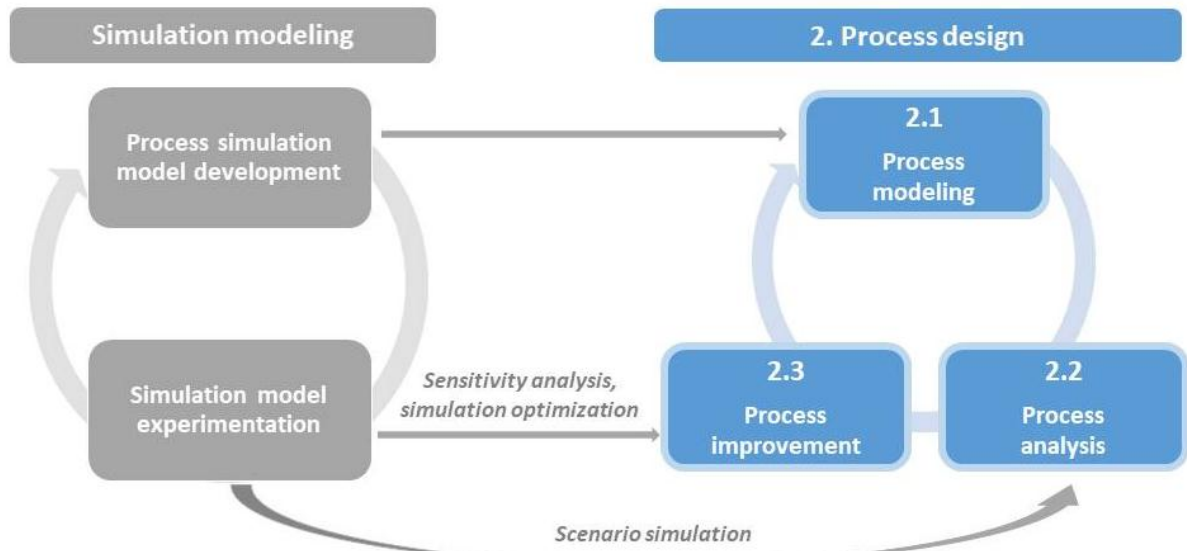 Simulation modeling
2. Process design
Process simulation
model development
2.1
Process
modeling
Simulation model
experimentation
Sensitivity analysis,
simulation optimization
2.3
Process
improvement
2.2
Process
analysis
Scenario simulation